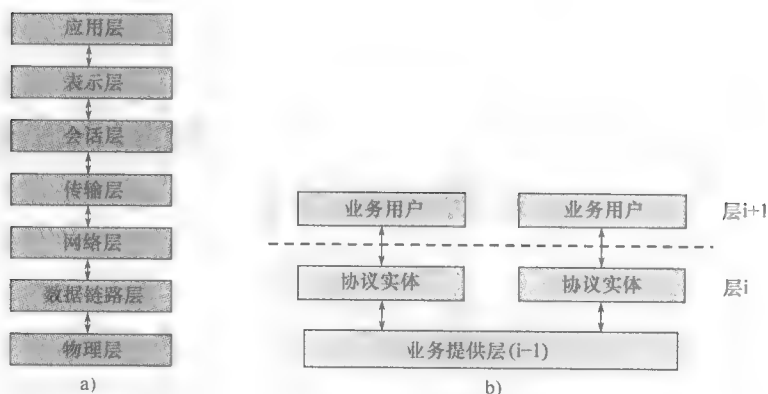 应用层
表示层
会话层
传输层
网络层
数据链路层
物理层
a)
业务用户 业务用户 层i+1
协议实体 协议实体 层i
业务提供层(i-1)
b)